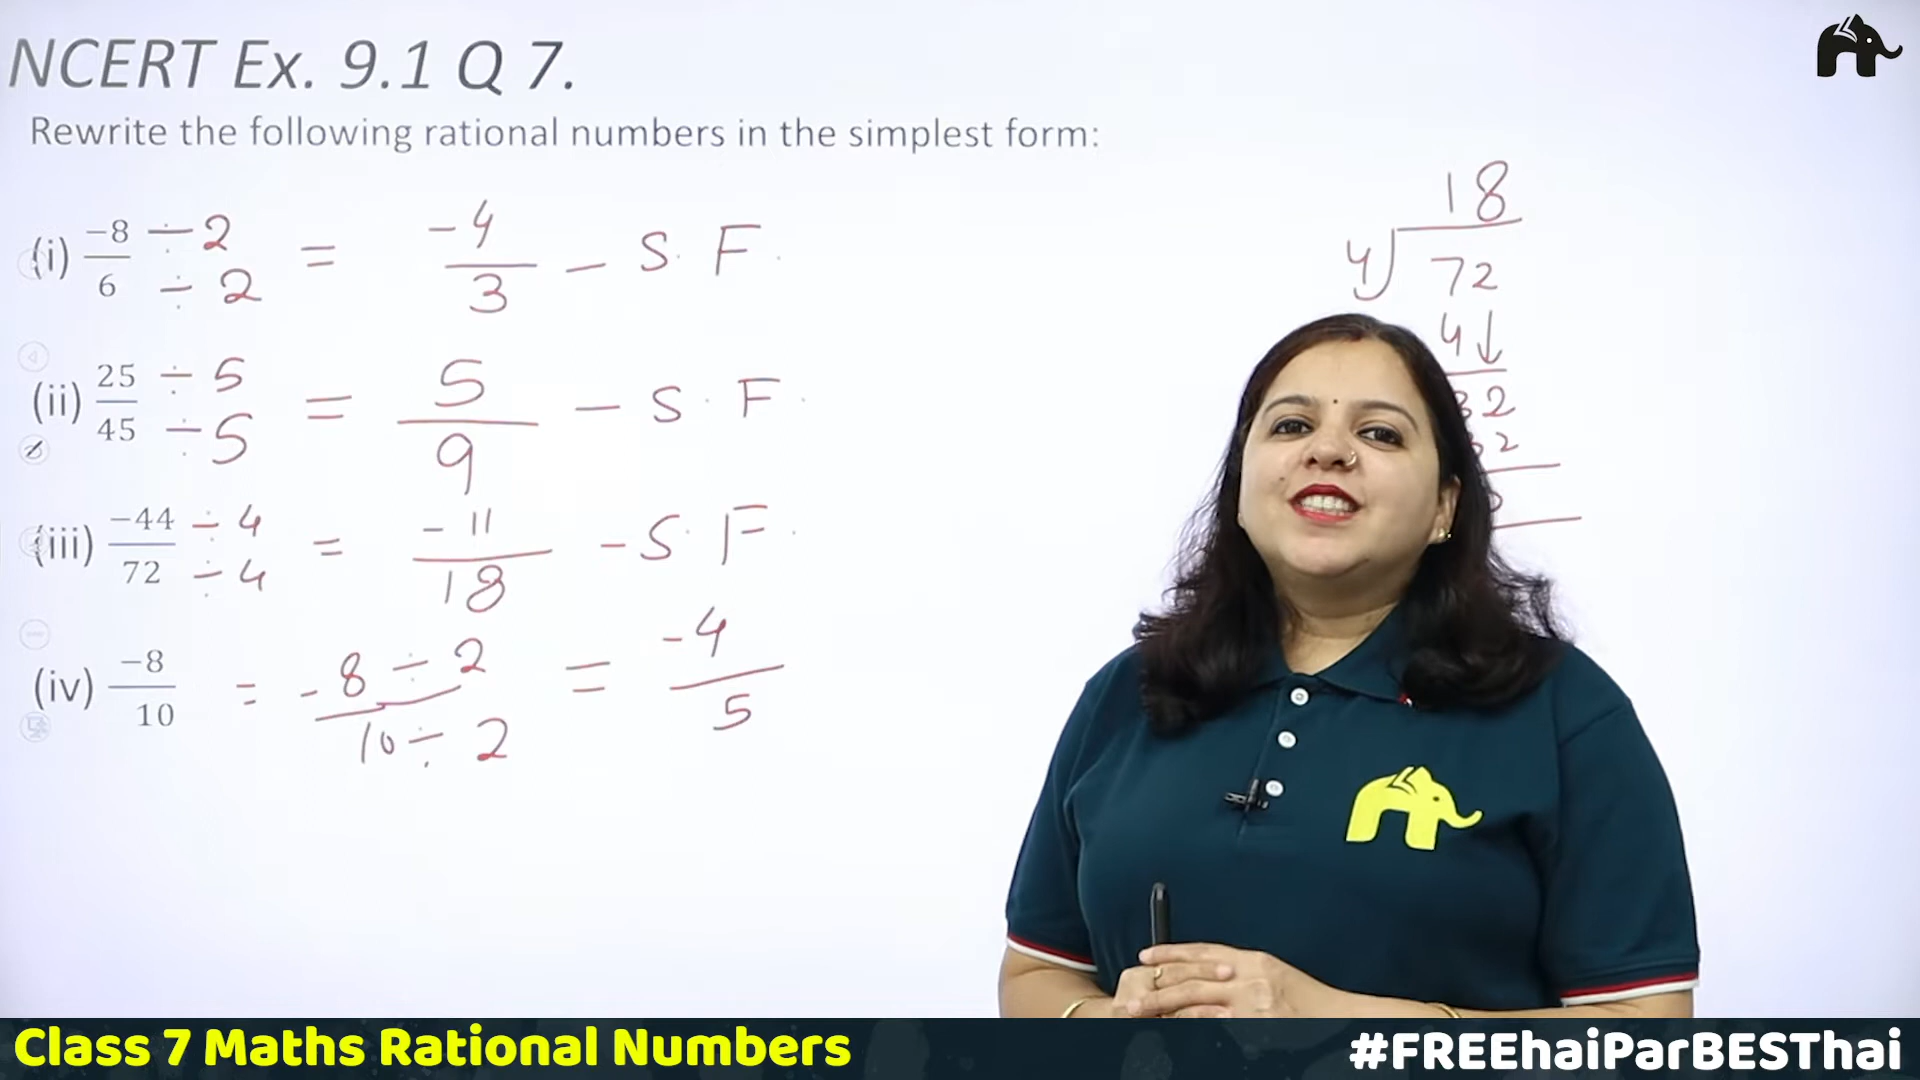 NCERT Ex. 9.1 Q 7.
Rewrite the following rational numbers in the simplest form:
(i) -8/6 ÷2/÷2 = -4/3 - S.F.
(ii) 25/45 ÷5/÷5 = 5/9 - S.F.
(iii) -44/72 ÷4/÷4 = -11/18 - S.F.
(iv) -8/10 = -8÷2/10÷2 = -4/5
18
4)72
4↓
32
Class 7 Maths Rational Numbers
#FREEhaiParBESThai